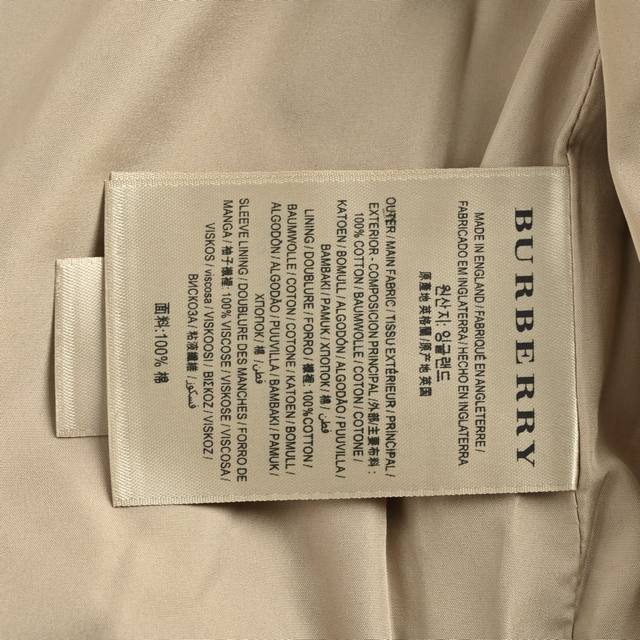 BURBERRY
MADE IN ENGLAND / FABRIQUÉ EN ANGLETERRE /
FABRICADO EM INGLATERRA / HECHO EN INGLATERRA
원산지: 잉글랜드
原產地 英格蘭 /原产地 英国
OUTER / MAIN FABRIC / TISSU EXTÉRIEUR / PRINCIPAL /
EXTERIOR : COMPOSICION PRINCIPAL /外部/主要布料:
100% COTTON / BAUMWOLLE / COTON / COTONE /
KATOEN / BOMULL / ALGODÓN / ALGODÃO / PUUVILLA /
BAMBAKI / PAMUK / ХΠΟΠΟΚ / 棉 / قطن /
LINING / DOUBLURE / FORRO / 襯裡: 100% COTTON /
BAUMWOLLE / COTON / COTONE / KATOEN / BOMULL /
ALGODÓN / ALGODÃO / PUUVILLA / BAMBAKI / PAMUK /
ХΠΟΠΟΚ / 棉 / قطن /
SLEEVE LINING / DOUBLURE DES MANCHES / FORRO DE
MANGA / 袖子襯裡: 100% VISCOSE / VISKOSE / VISCOSA /
VISKOS / viscosa / VISKOOSI / ΒΙΣΚΟΖ / VISKOZ /
ВИСКОЗА / 粘液纖維 / فسكوز /
面料: 100% 棉